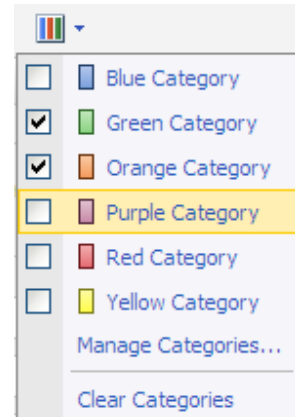 Blue Category
Green Category
Orange Category
Purple Category
Red Category
Yellow Category
Manage Categories...
Clear Categories